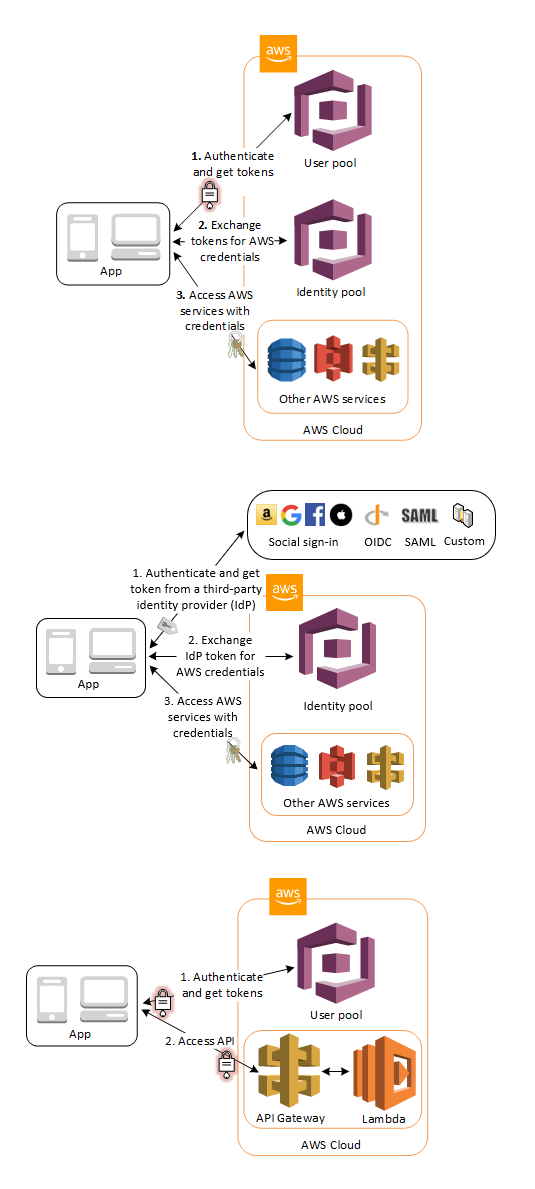 aws
User pool
1. Authenticate
and get tokens
2. Exchange
tokens for AWS
credentials
App
Identity pool
3. Access AWS
services with
credentials
Other AWS services
AWS Cloud
a
G
f
SAML
Social sign-in
OIDC
SAML
Custom
1. Authenticate and get
token from a third-party
identity provider (IdP)
aws
2. Exchange
IdP token for
AWS credentials
App
Identity pool
3. Access AWS
services with
credentials
Other AWS services
AWS Cloud
aws
1. Authenticate
and get tokens
User pool
App
2. Access API
API Gateway
Lambda
AWS Cloud